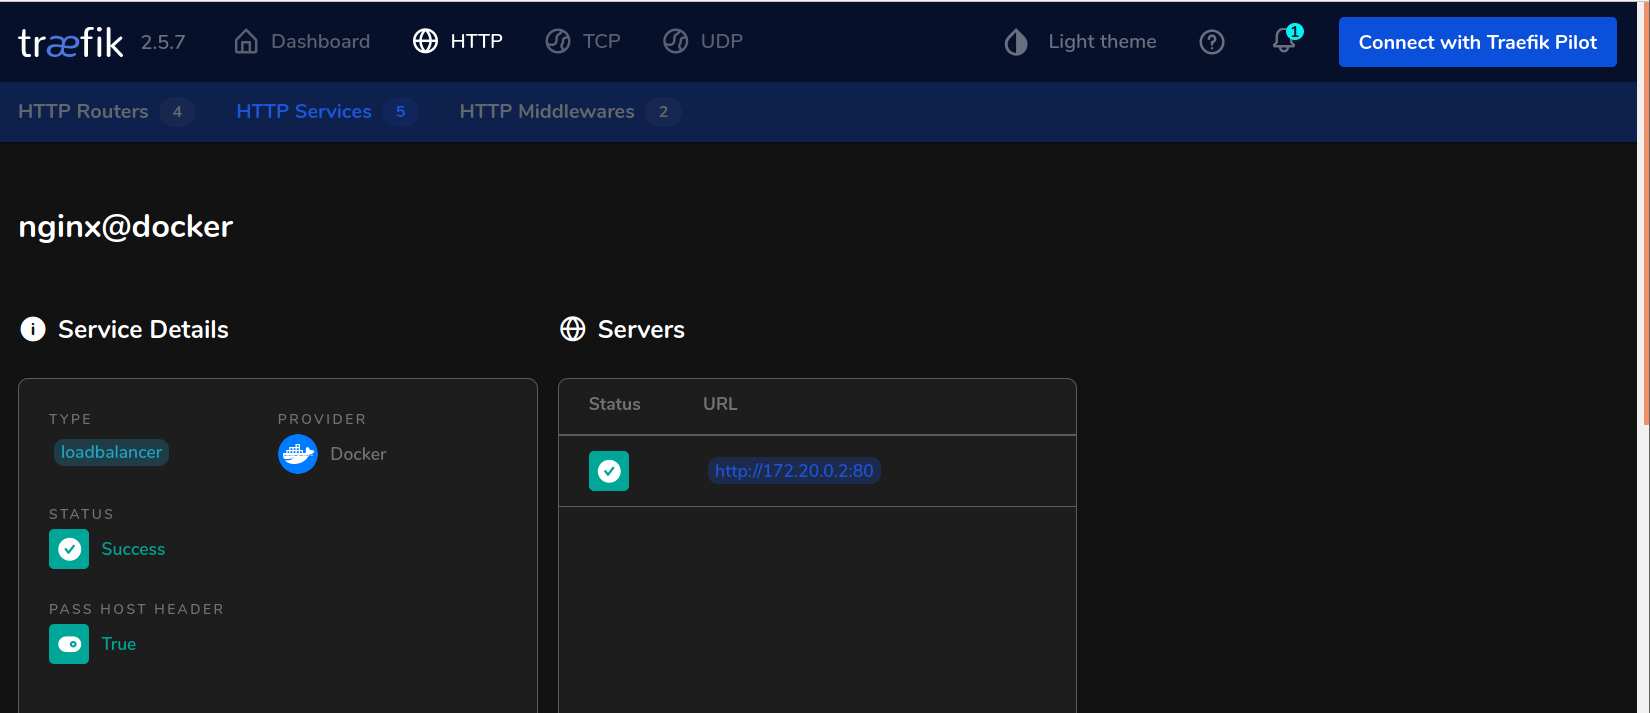 træfik 2.5.7 Dashboard HTTP TCP UDP Light theme 1 Connect with Traefik Pilot
HTTP Routers 4 HTTP Services 5 HTTP Middlewares 2
nginx@docker
Service Details
TYPE PROVIDER
loadbalancer Docker
STATUS
Success
PASS HOST HEADER
True
Servers
Status URL
http://172.20.0.2:80